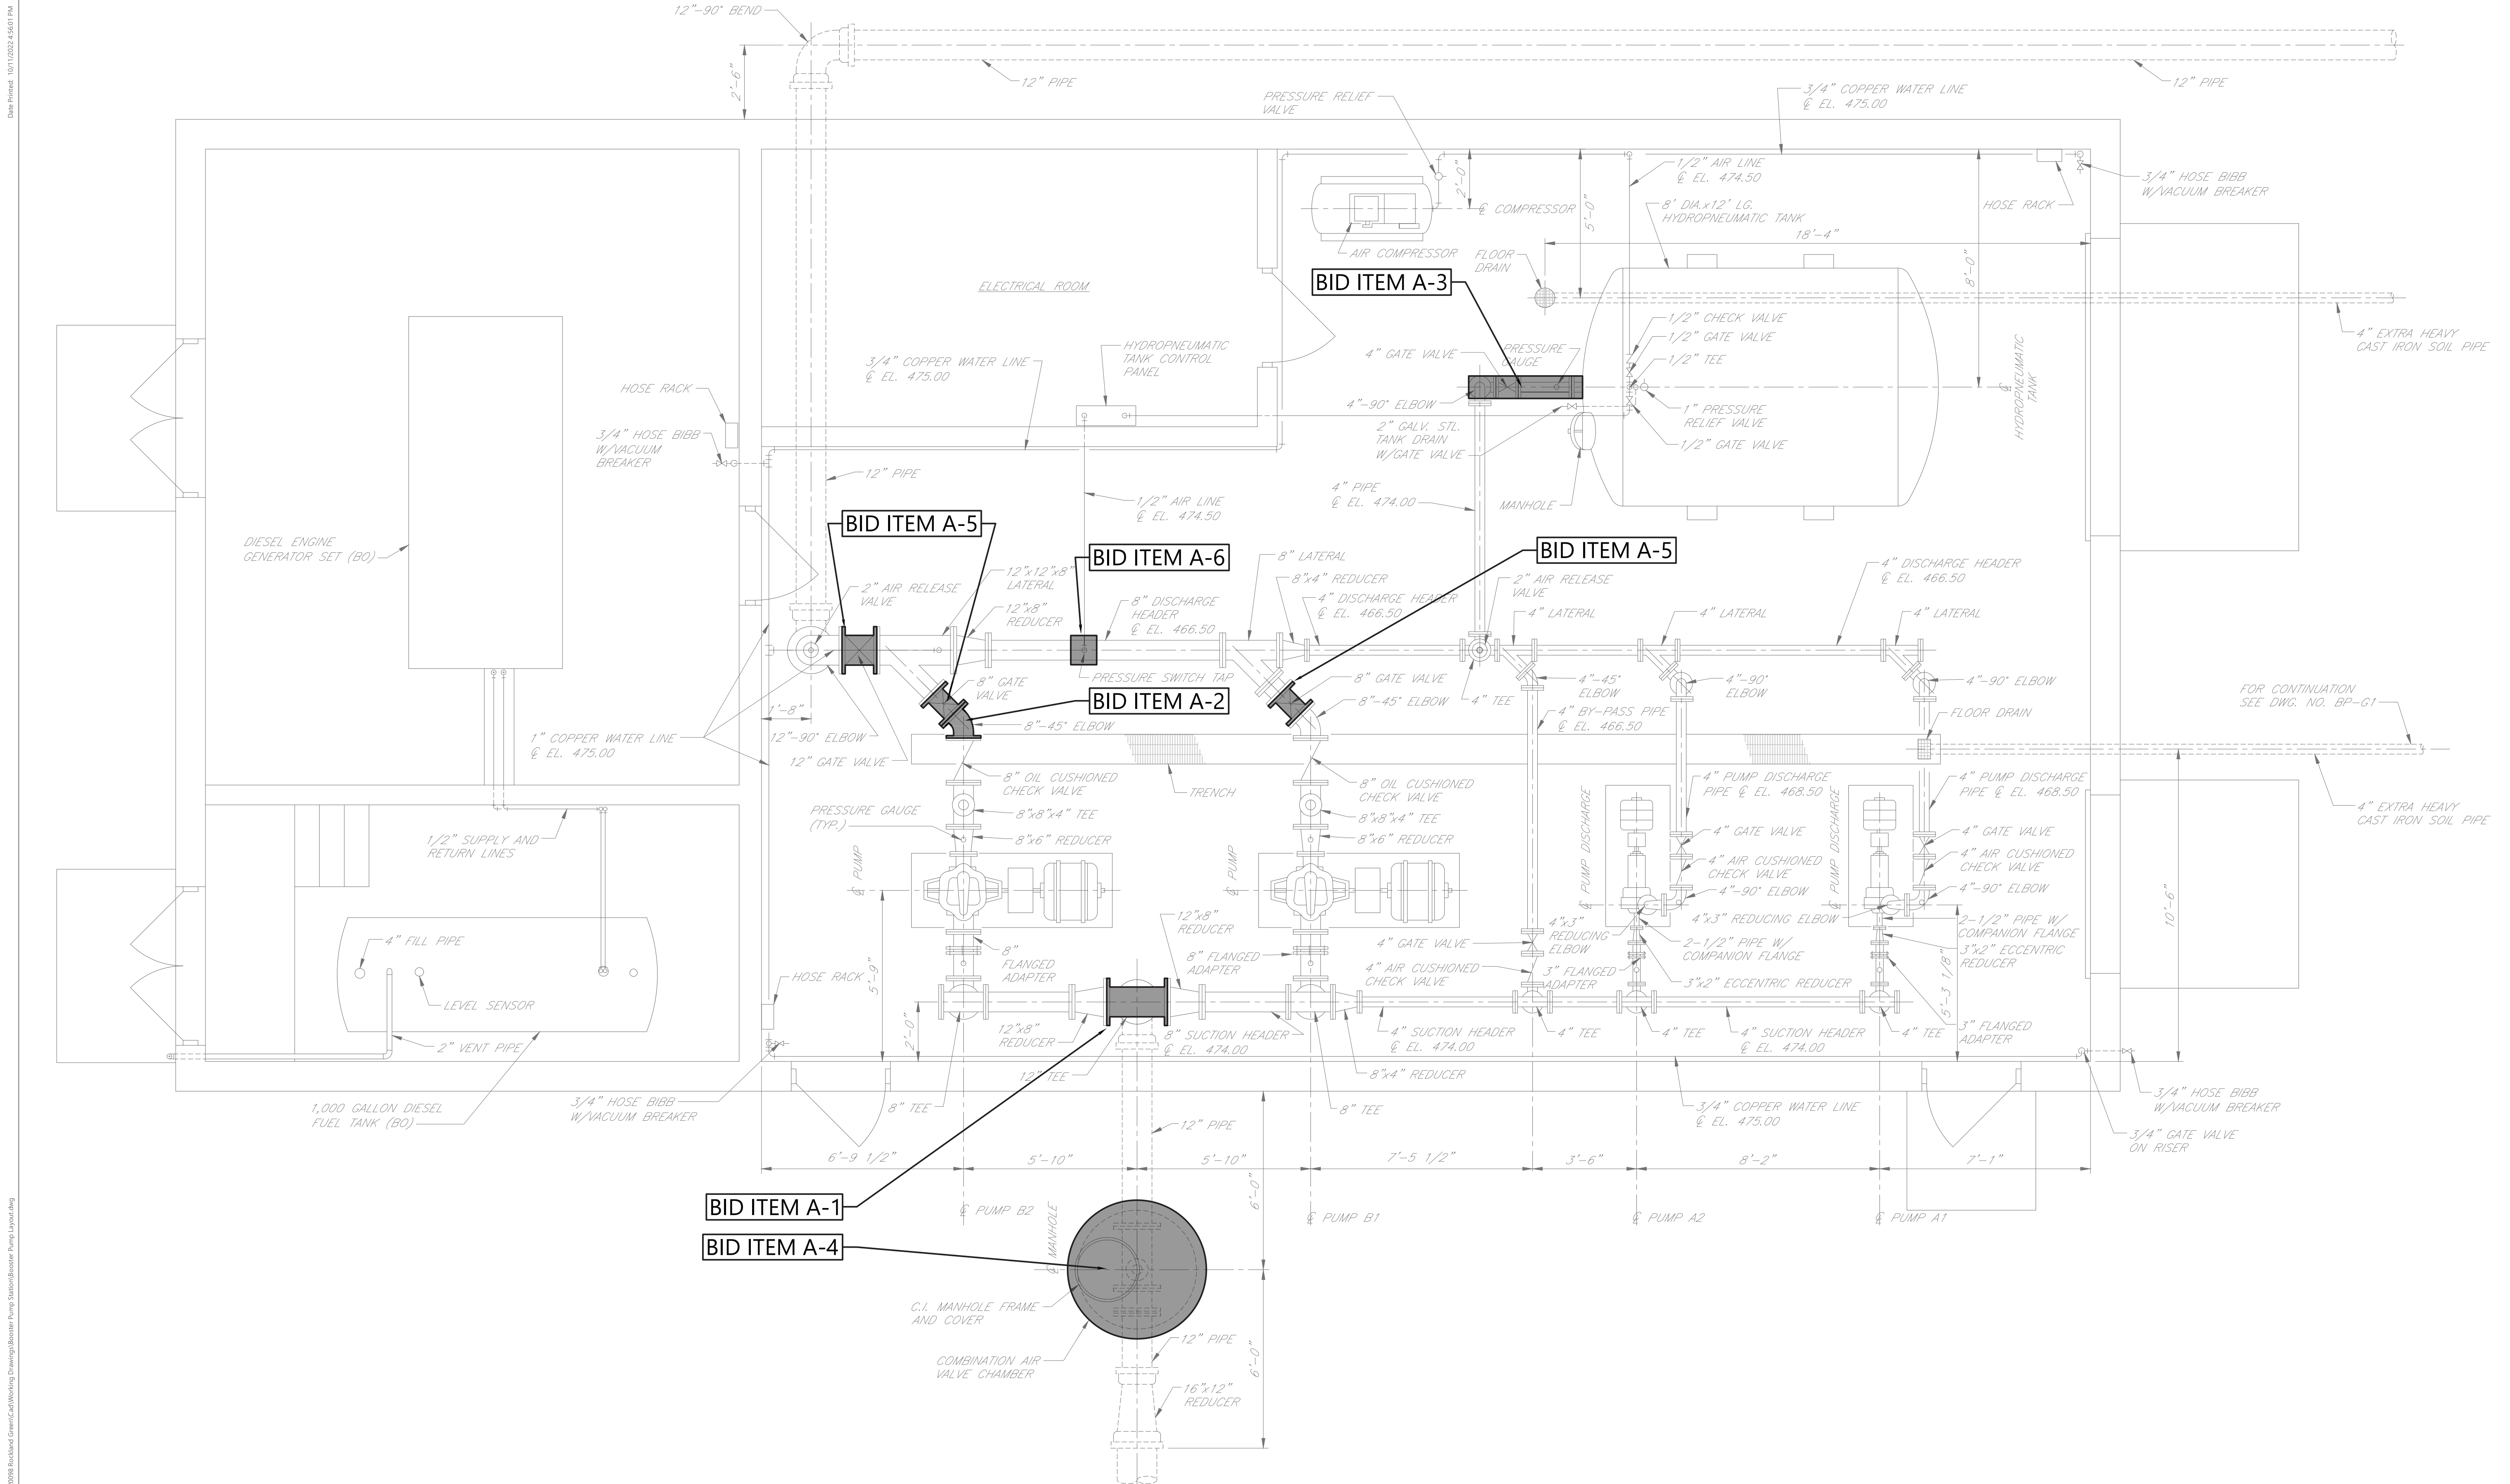 Date Printed: 10/11/2022 4:56:01 PM
12"-90° BEND
2'-6"
12" PIPE
12" PIPE
PRESSURE RELIEF
VALVE
3/4" COPPER WATER LINE
℄ EL. 475.00
1/2" AIR LINE
℄ EL. 474.50
3/4" HOSE BIBB
W/VACUUM BREAKER
HOSE RACK
2'-0"
℄ COMPRESSOR
5'-0"
8' DIA.x12' LG.
HYDROPNEUMATIC TANK
18'-4"
8'-0"
AIR COMPRESSOR
FLOOR
DRAIN
BID ITEM A-3
ELECTRICAL ROOM
1/2" CHECK VALVE
1/2" GATE VALVE
1/2" TEE
4" EXTRA HEAVY
CAST IRON SOIL PIPE
HYDROPNEUMATIC
TANK CONTROL
PANEL
4" GATE VALVE
PRESSURE
GAUGE
3/4" COPPER WATER LINE
℄ EL. 475.00
HOSE RACK
4"-90° ELBOW
1" PRESSURE
RELIEF VALVE
℄ HYDROPNEUMATIC
TANK
3/4" HOSE BIBB
W/VACUUM
BREAKER
2" GALV. STL.
TANK DRAIN
W/GATE VALVE
1/2" GATE VALVE
12" PIPE
1/2" AIR LINE
℄ EL. 474.50
4" PIPE
℄ EL. 474.00
MANHOLE
BID ITEM A-5
DIESEL ENGINE
GENERATOR SET (BO)
BID ITEM A-6
BID ITEM A-5
8" LATERAL
2" AIR RELEASE
VALVE
12"x12"x8"
LATERAL
12"x8"
REDUCER
8" DISCHARGE
HEADER
℄ EL. 466.50
8"x4" REDUCER
4" DISCHARGE HEADER
℄ EL. 466.50
2" AIR RELEASE
VALVE
4" DISCHARGE HEADER
℄ EL. 466.50
4" LATERAL
4" LATERAL
4" LATERAL
PRESSURE SWITCH TAP
8" GATE
VALVE
BID ITEM A-2
8"-45° ELBOW
8" GATE VALVE
8"-45° ELBOW
4" TEE
4"-45°
ELBOW
4"-90°
ELBOW
4"-90° ELBOW
FOR CONTINUATION
SEE DWG. NO. BP-G1
1'-8"
4" BY-PASS PIPE
℄ EL. 466.50
FLOOR DRAIN
1" COPPER WATER LINE
℄ EL. 475.00
12"-90° ELBOW
12" GATE VALVE
8" OIL CUSHIONED
CHECK VALVE
TRENCH
8" OIL CUSHIONED
CHECK VALVE
4" PUMP DISCHARGE
PIPE ℄ EL. 468.50
4" PUMP DISCHARGE
PIPE ℄ EL. 468.50
4" EXTRA HEAVY
CAST IRON SOIL PIPE
PRESSURE GAUGE
(TYP.)
8"x8"x4" TEE
8"x8"x4" TEE
8"x6" REDUCER
8"x6" REDUCER
1/2" SUPPLY AND
RETURN LINES
℄ PUMP
℄ PUMP
℄ PUMP DISCHARGE
℄ PUMP DISCHARGE
4" GATE VALVE
4" AIR CUSHIONED
CHECK VALVE
4"-90° ELBOW
4" GATE VALVE
4" AIR CUSHIONED
CHECK VALVE
4"-90° ELBOW
4"x3" REDUCING ELBOW
10'-6"
4"x3"
REDUCING
ELBOW
2-1/2" PIPE W/
COMPANION FLANGE
2-1/2" PIPE W/
COMPANION FLANGE
3"x2" ECCENTRIC
REDUCER
12"x8"
REDUCER
4" FILL PIPE
8"
FLANGED
ADAPTER
8" FLANGED
ADAPTER
4" GATE VALVE
4" AIR CUSHIONED
CHECK VALVE
3" FLANGED
ADAPTER
3"x2" ECCENTRIC REDUCER
5'-3 1/8"
LEVEL SENSOR
HOSE RACK
5'-9"
2'-0"
2" VENT PIPE
12"x8"
REDUCER
8" SUCTION HEADER
℄ EL. 474.00
4" SUCTION HEADER
℄ EL. 474.00
4" TEE
4" TEE
4" SUCTION HEADER
℄ EL. 474.00
4" TEE
3" FLANGED
ADAPTER
12" TEE
8"x4" REDUCER
1,000 GALLON DIESEL
FUEL TANK (BO)
3/4" HOSE BIBB
W/VACUUM BREAKER
8" TEE
12" PIPE
8" TEE
3/4" COPPER WATER LINE
℄ EL. 475.00
3/4" HOSE BIBB
W/VACUUM BREAKER
3/4" GATE VALVE
ON RISER
6'-9 1/2"
5'-10"
5'-10"
7'-5 1/2"
3'-6"
8'-2"
7'-1"
BID ITEM A-1
6'-0"
℄ PUMP B2
℄ PUMP B1
℄ PUMP A2
℄ PUMP A1
BID ITEM A-4
℄ MANHOLE
C.I. MANHOLE FRAME
AND COVER
COMBINATION AIR
VALVE CHAMBER
12" PIPE
6'-0"
16"x12"
REDUCER
0098.Rockland Green\Cad\Working Drawings\Booster Pump Station\Booster Pump Layout.dwg